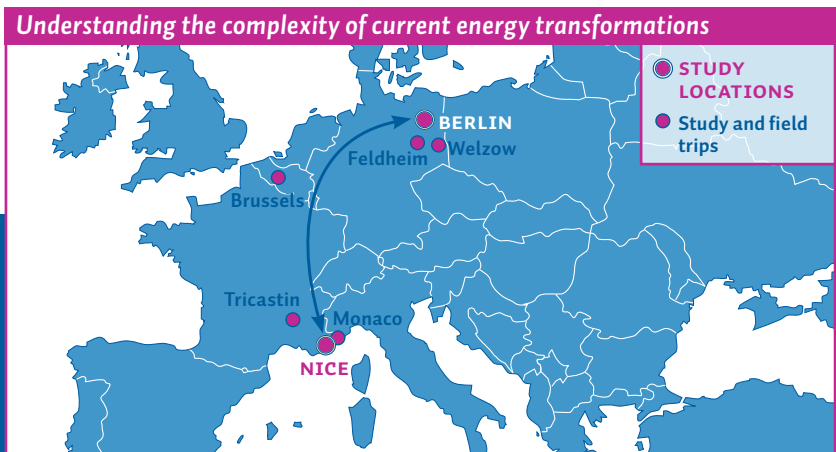 Understanding the complexity of current energy transformations
STUDY
LOCATIONS
Study and field
trips
BERLIN
Feldheim
Welzow
Brussels
Tricastin
Monaco
NICE